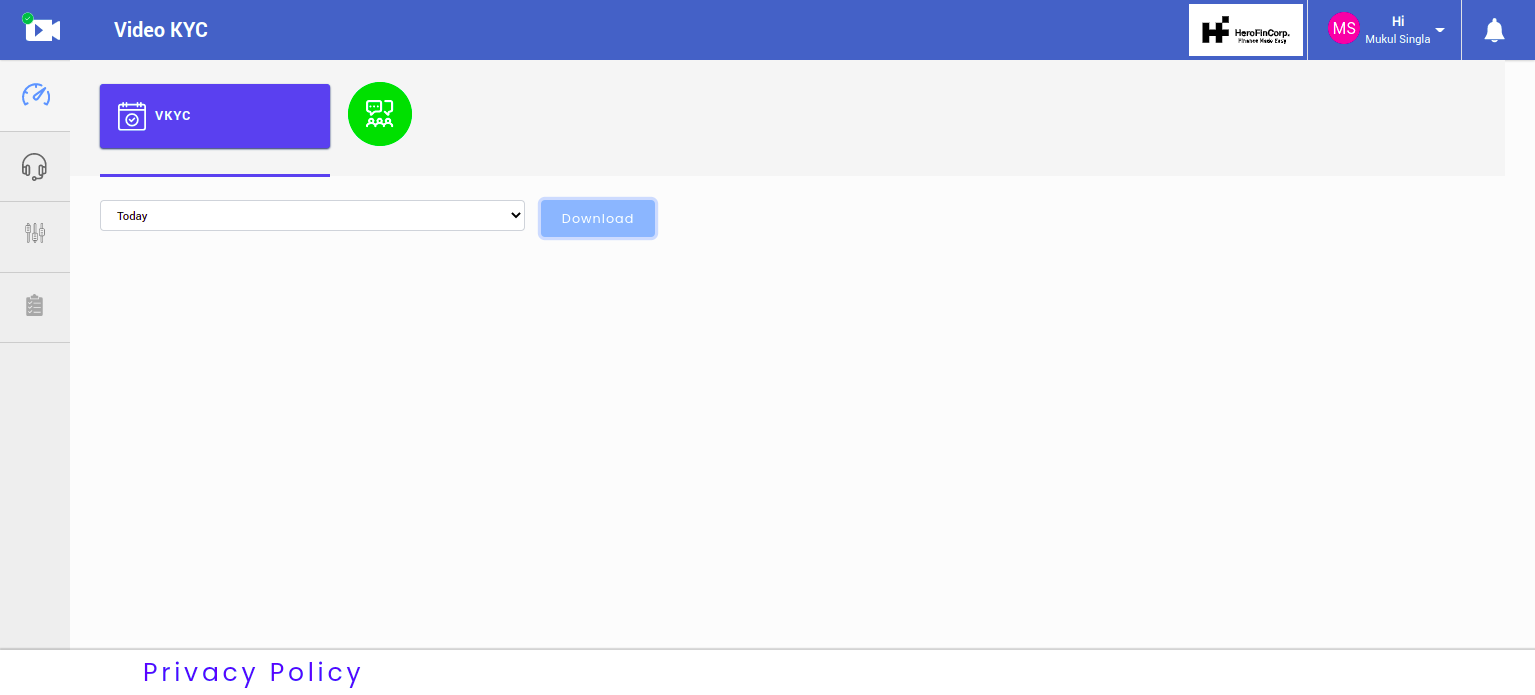 Video KYC
HeroFinCorp.
Finance Made Easy
MS
Hi
Mukul Singla
VKYC
Today
Download
Privacy Policy